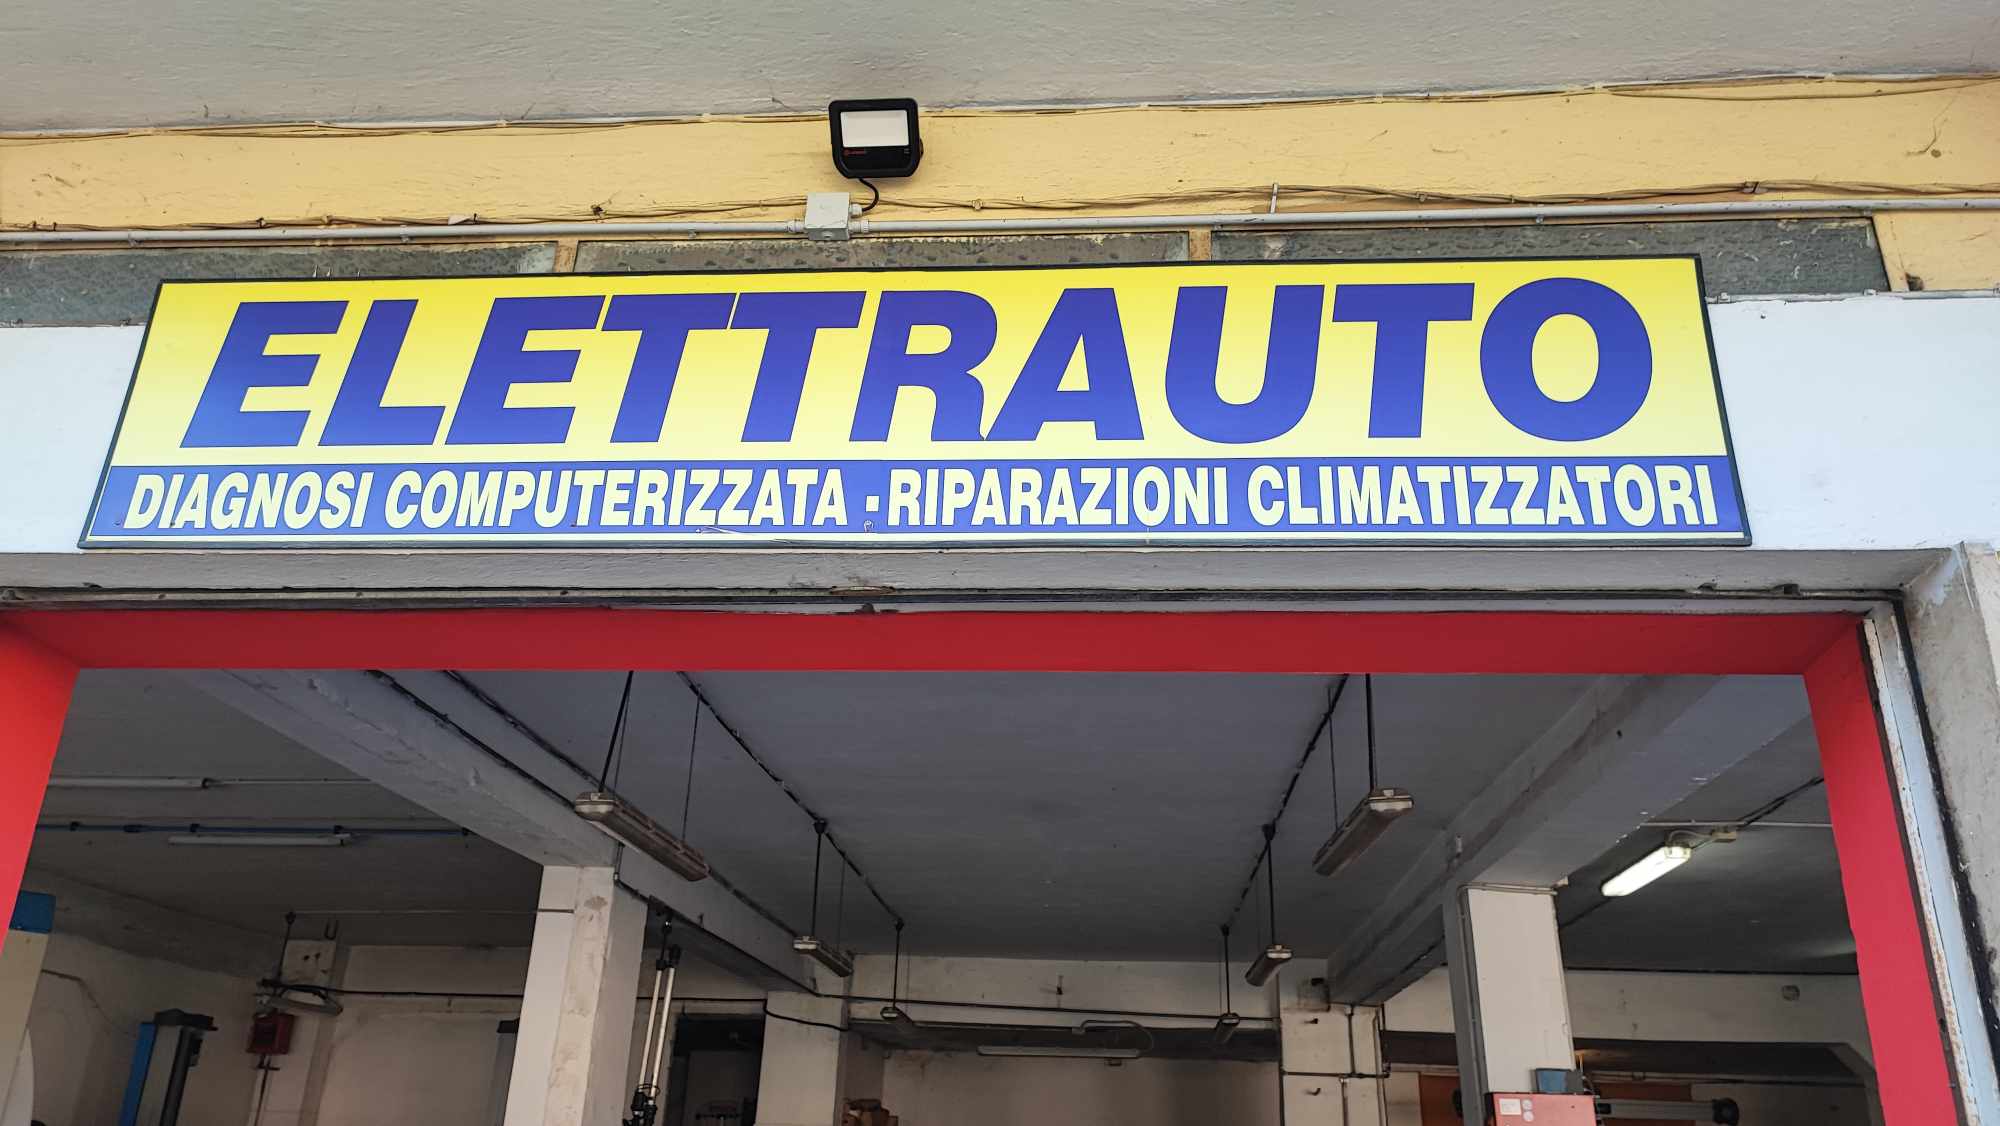 ELETTRAUTO
DIAGNOSI COMPUTERIZZATA - RIPARAZIONI CLIMATIZZATORI